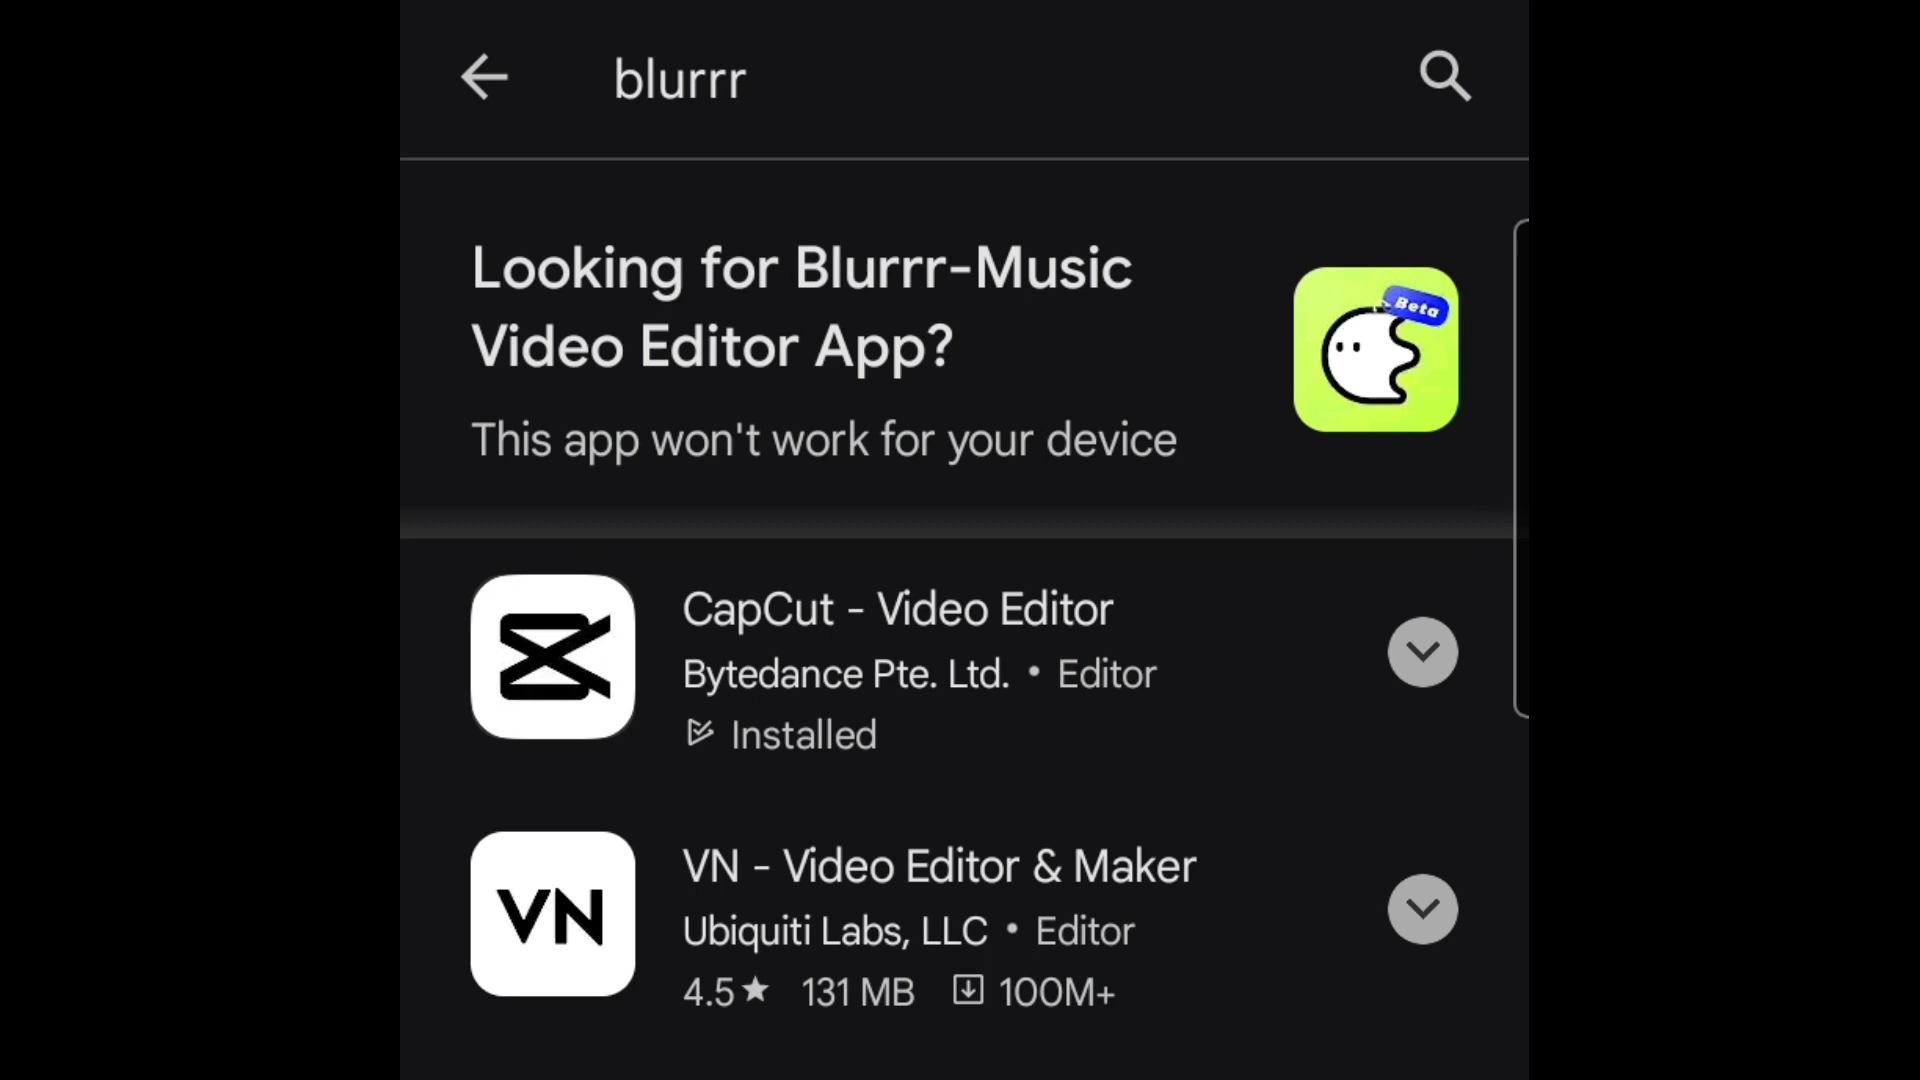 blurrr
Looking for Blurrr-Music
Video Editor App?
Beta
This app won't work for your device
CapCut - Video Editor
Bytedance Pte. Ltd. • Editor
Installed
VN
VN - Video Editor & Maker
Ubiquiti Labs, LLC • Editor
4.5★ 131 MB 100M+